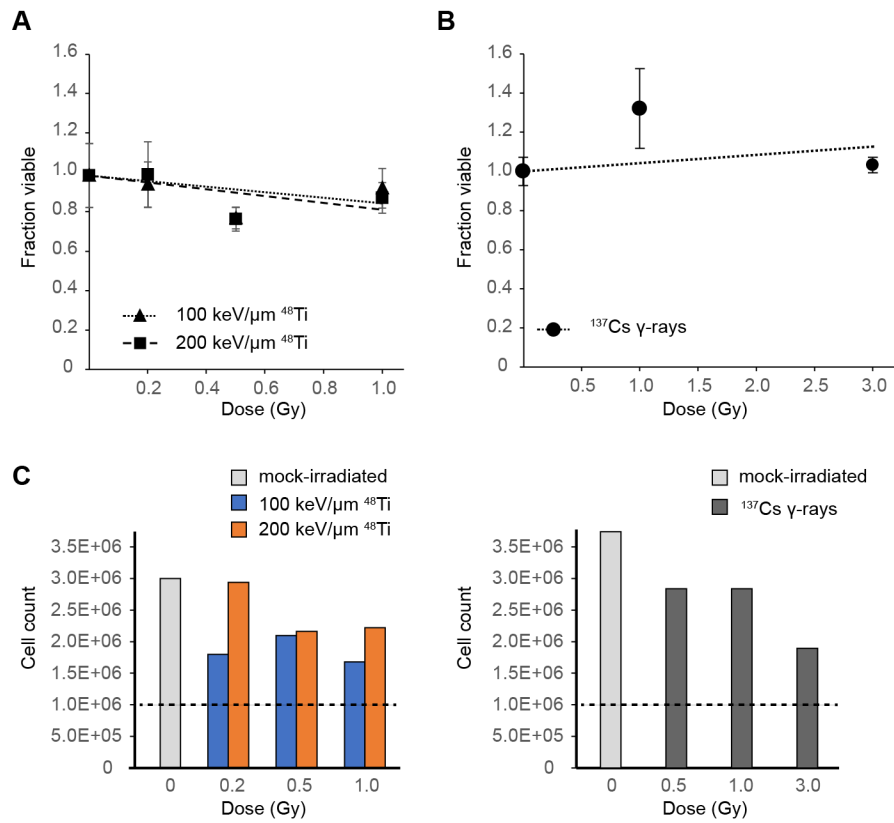 A
1.6
1.4
1.2
1.0
0.8
0.6
0.4
0.2
0
Fraction viable
100 keV/μm ⁴⁸Ti
200 keV/μm ⁴⁸Ti
0.2 0.4 0.6 0.8 1.0
Dose (Gy)
B
1.6
1.4
1.2
1.0
0.8
0.6
0.4
0.2
0
Fraction viable
¹³⁷Cs γ-rays
0.5 1.0 1.5 2.0 2.5 3.0
Dose (Gy)
C
mock-irradiated
100 keV/μm ⁴⁸Ti
200 keV/μm ⁴⁸Ti
3.5E+06
3.0E+06
2.5E+06
2.0E+06
1.5E+06
1.0E+06
5.0E+05
0
Cell count
0 0.2 0.5 1.0
Dose (Gy)
mock-irradiated
¹³⁷Cs γ-rays
3.5E+06
3.0E+06
2.5E+06
2.0E+06
1.5E+06
1.0E+06
5.0E+05
0
Cell count
0 0.5 1.0 3.0
Dose (Gy)